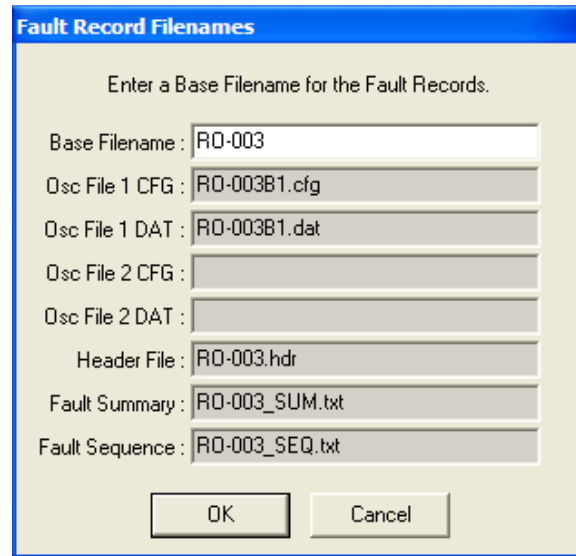 Fault Record Filenames
Enter a Base Filename for the Fault Records.
Base Filename : RO-003
Osc File 1 CFG : RO-003B1.cfg
Osc File 1 DAT : RO-003B1.dat
Osc File 2 CFG :
Osc File 2 DAT :
Header File : RO-003.hdr
Fault Summary : RO-003_SUM.txt
Fault Sequence : RO-003_SEQ.txt
OK Cancel